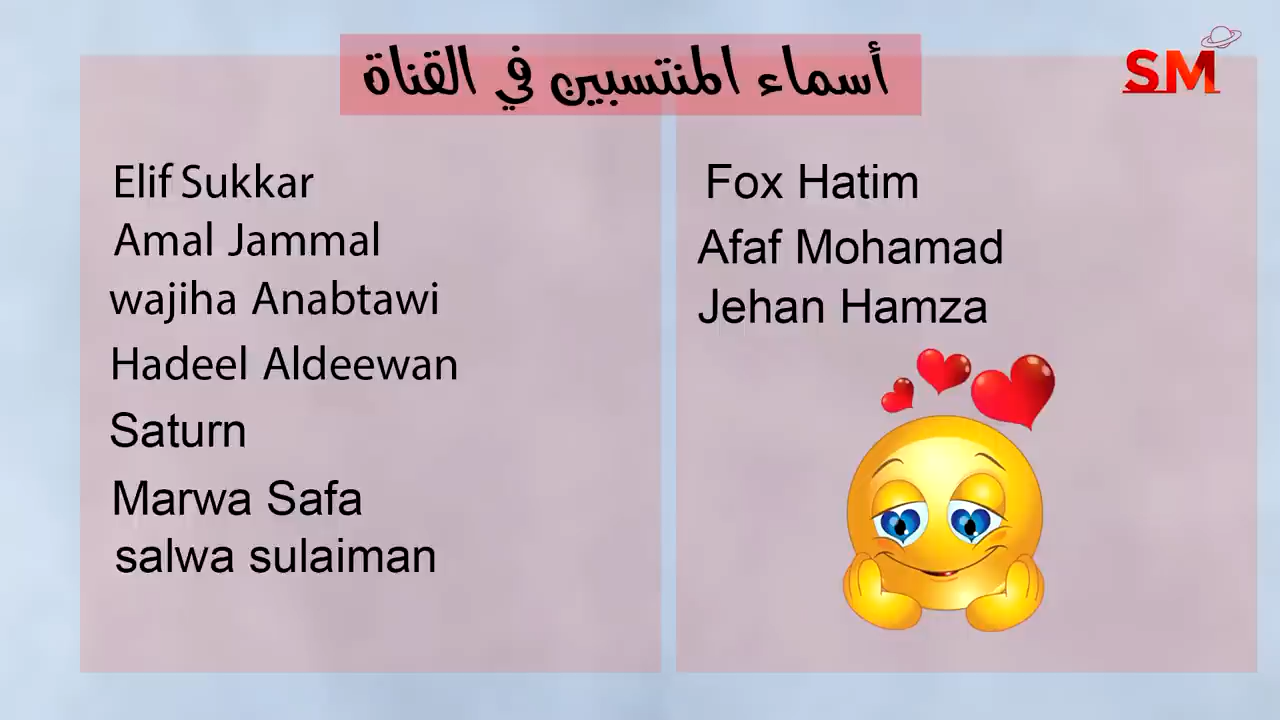 أسماء المنتسبين في القناة
SM
Elif Sukkar
Amal Jammal
wajiha Anabtawi
Hadeel Aldeewan
Saturn
Marwa Safa
salwa sulaiman
Fox Hatim
Afaf Mohamad
Jehan Hamza